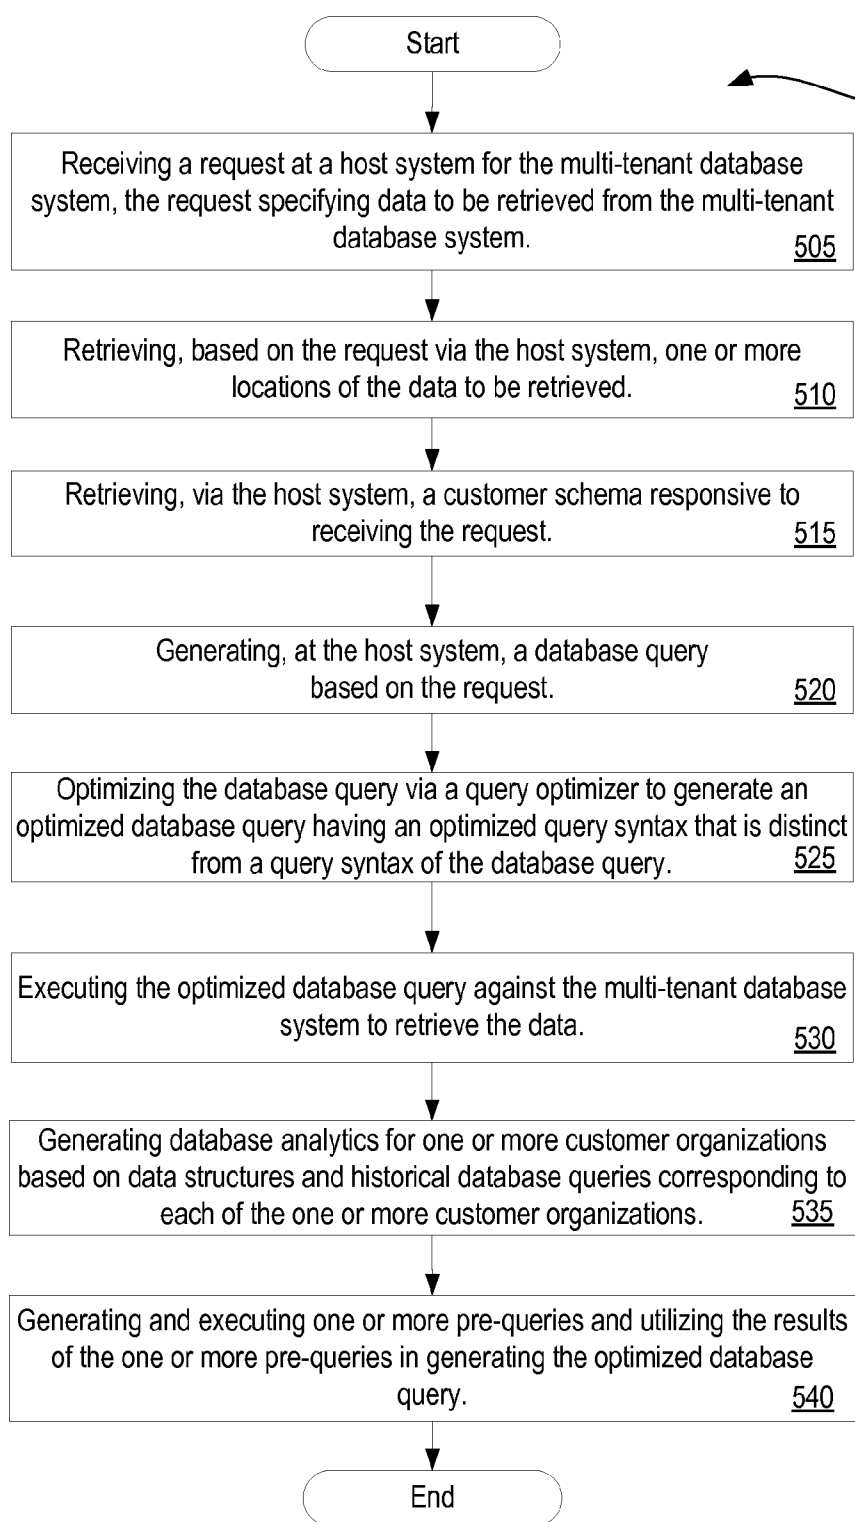 Start
Receiving a request at a host system for the multi-tenant database
system, the request specifying data to be retrieved from the multi-tenant
database system.
505
Retrieving, based on the request via the host system, one or more
locations of the data to be retrieved.
510
Retrieving, via the host system, a customer schema responsive to
receiving the request.
515
Generating, at the host system, a database query
based on the request.
520
Optimizing the database query via a query optimizer to generate an
optimized database query having an optimized query syntax that is distinct
from a query syntax of the database query.
525
Executing the optimized database query against the multi-tenant database
system to retrieve the data.
530
Generating database analytics for one or more customer organizations
based on data structures and historical database queries corresponding to
each of the one or more customer organizations.
535
Generating and executing one or more pre-queries and utilizing the results
of the one or more pre-queries in generating the optimized database
query.
540
End